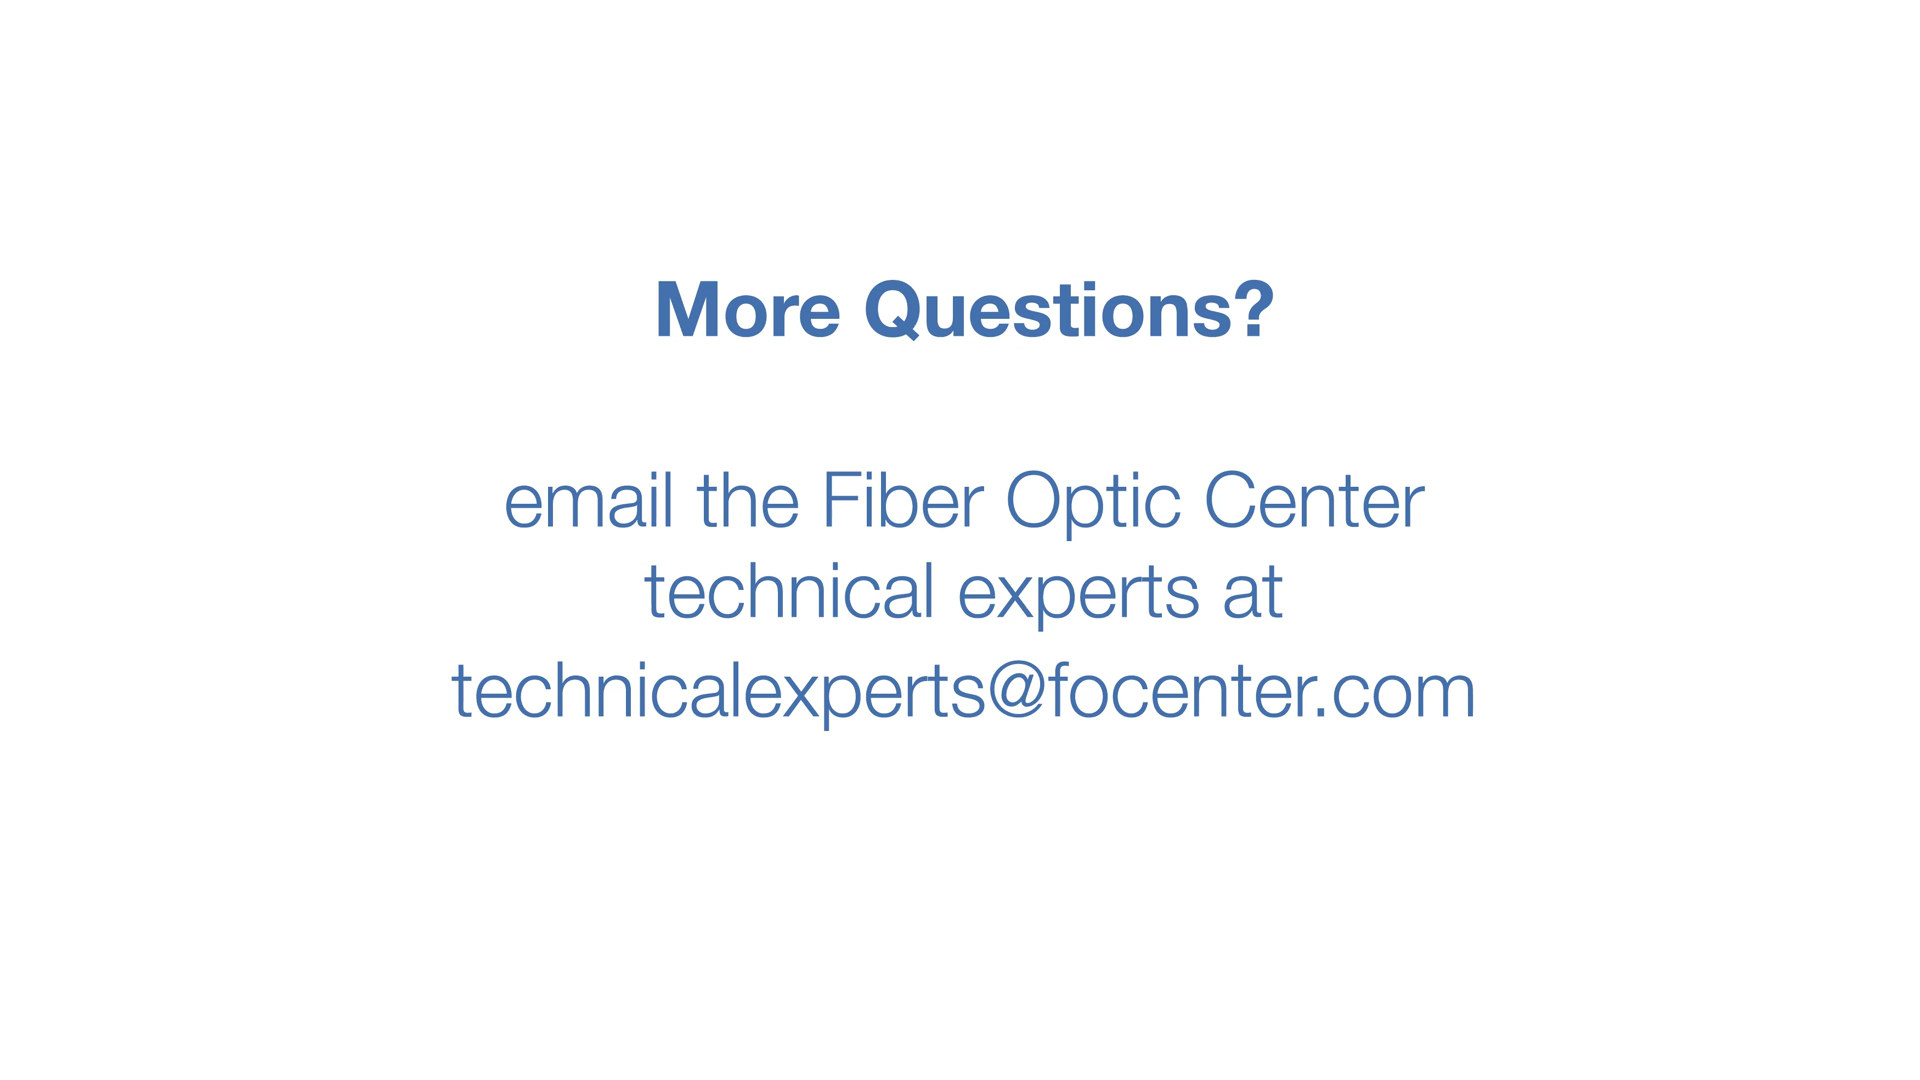 More Questions?
email the Fiber Optic Center
technical experts at
technicalexperts@focenter.com